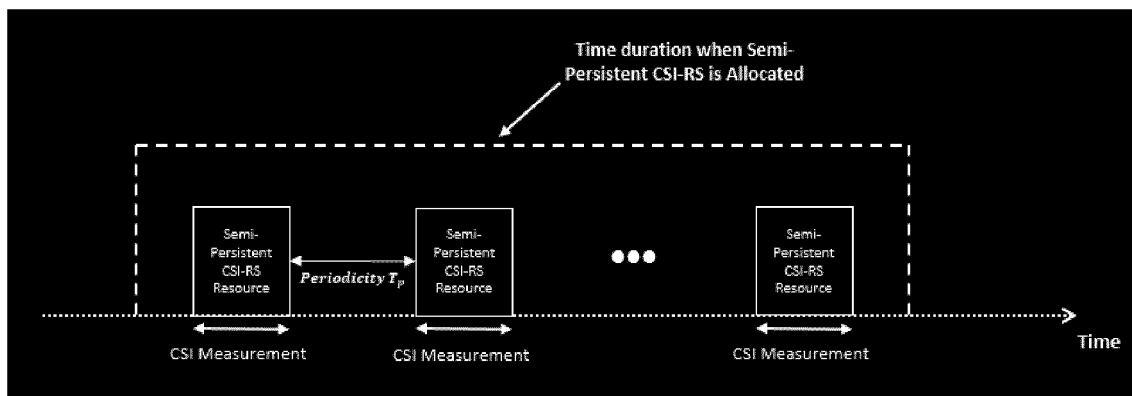 Time duration when Semi-
Persistent CSI-RS is Allocated
Semi-
Persistent
CSI-RS
Resource
Periodicity Tₚ
Semi-
Persistent
CSI-RS
Resource
Semi-
Persistent
CSI-RS
Resource
CSI Measurement
CSI Measurement
CSI Measurement
Time